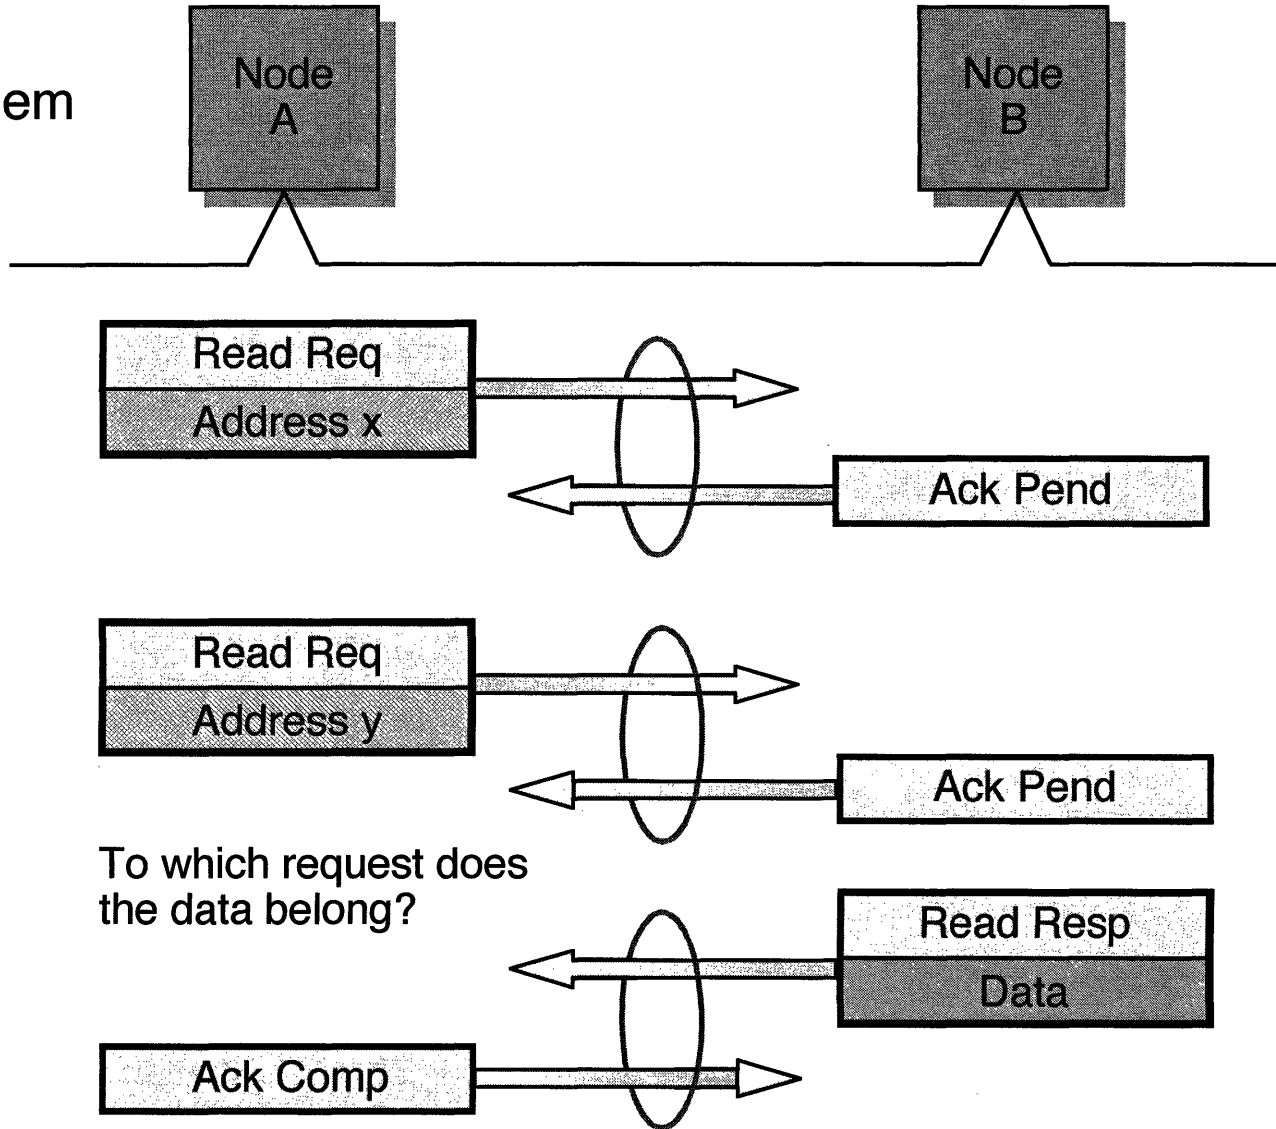 em
Node
A
Node
B
Read Req
Address x
Ack Pend
Read Req
Address y
Ack Pend
To which request does
the data belong?
Read Resp
Data
Ack Comp